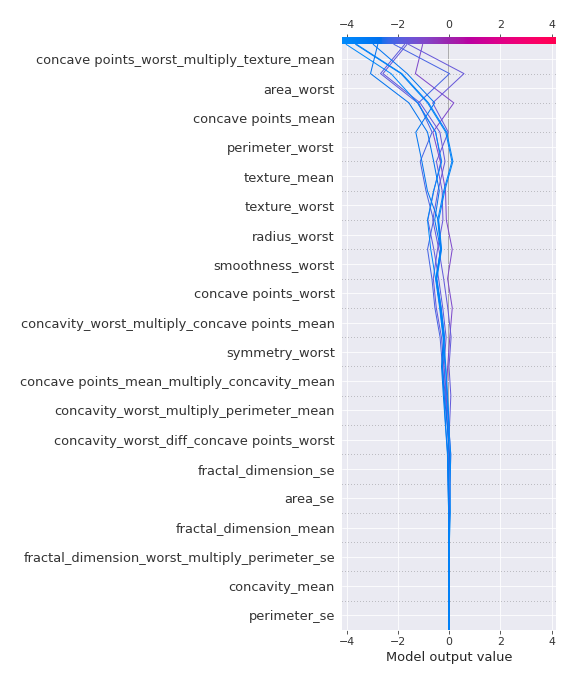 −4 −2 0 2 4
concave points_worst_multiply_texture_mean
area_worst
concave points_mean
perimeter_worst
texture_mean
texture_worst
radius_worst
smoothness_worst
concave points_worst
concavity_worst_multiply_concave points_mean
symmetry_worst
concave points_mean_multiply_concavity_mean
concavity_worst_multiply_perimeter_mean
concavity_worst_diff_concave points_worst
fractal_dimension_se
area_se
fractal_dimension_mean
fractal_dimension_worst_multiply_perimeter_se
concavity_mean
perimeter_se
−4 −2 0 2 4
Model output value